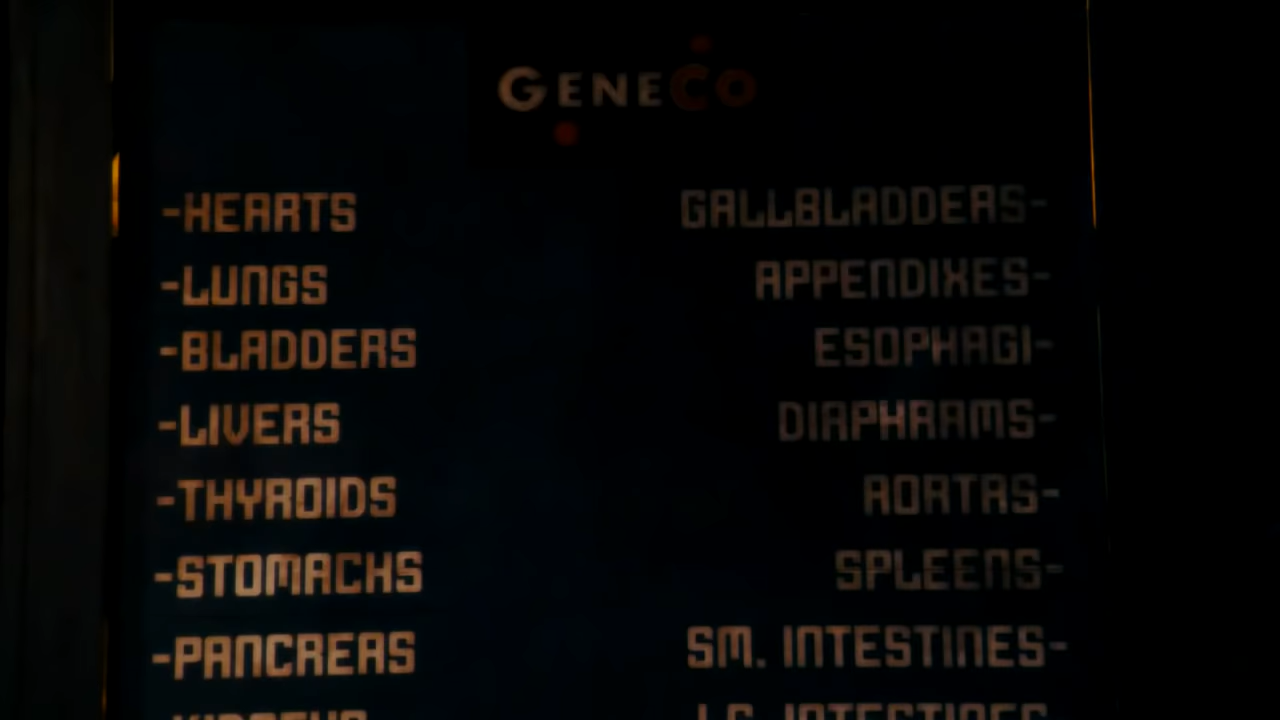 GENECO
-HEARTS GALLBLADDERS-
-LUNGS APPENDIXES-
-BLADDERS ESOPHAGI-
-LIVERS DIAPHRAMS-
-THYROIDS AORTAS-
-STOMACHS SPLEENS-
-PANCREAS SM. INTESTINES-